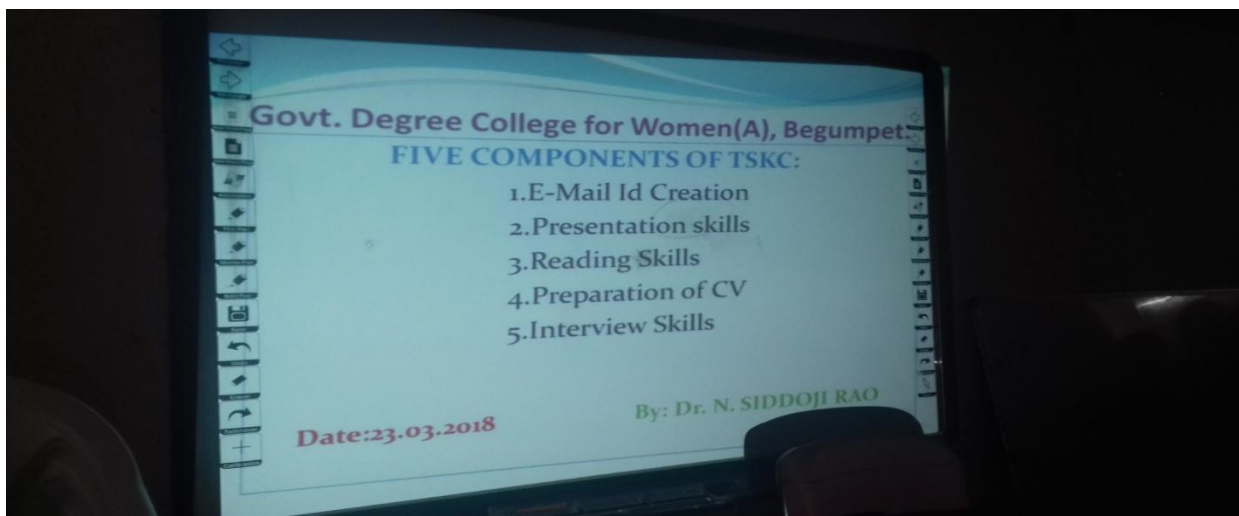 Govt. Degree College for Women(A), Begumpet.
FIVE COMPONENTS OF TSKC:
1.E-Mail Id Creation
2.Presentation skills
3.Reading Skills
4.Preparation of CV
5.Interview Skills
By: Dr. N. SIDDOJI RAO
Date:23.03.2018